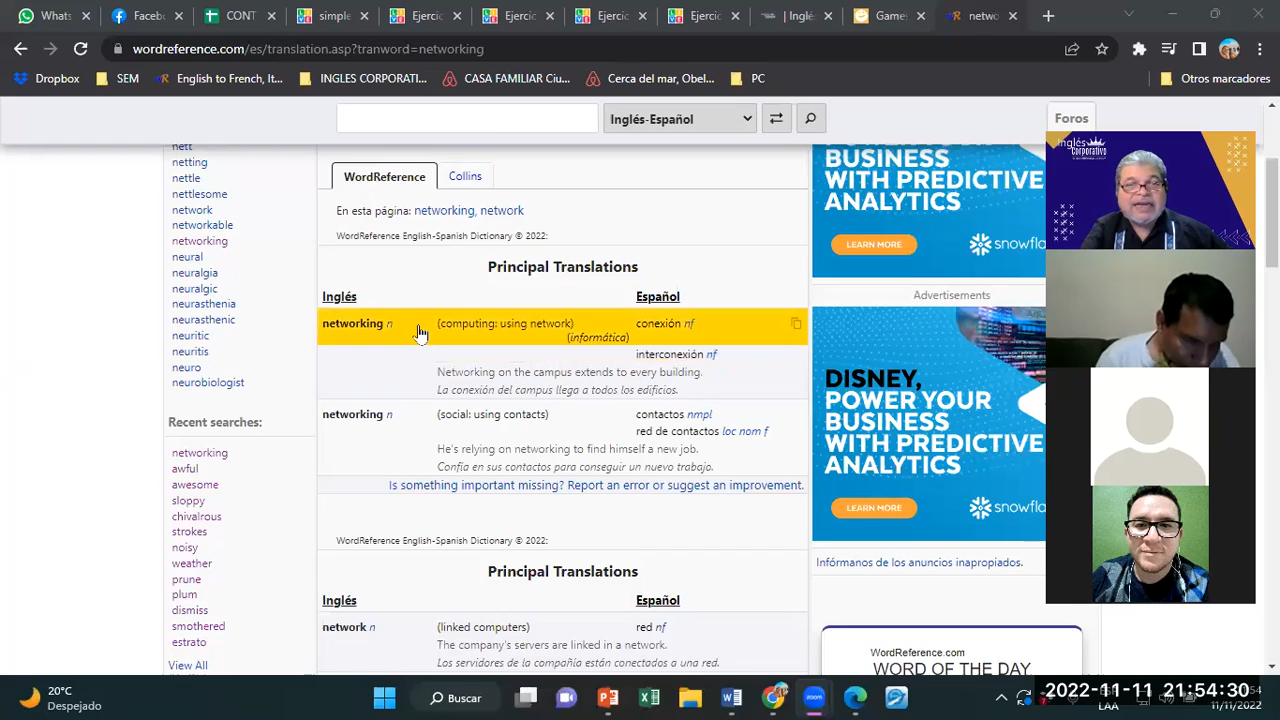 Whats
Faceb
CONT
simple
Ejerci
Ejerci
Ejerci
Ejerci
Inglé
Game
netwo
wordreference.com/es/translation.asp?tranword=networking
Dropbox
SEM
English to French, It...
INGLES CORPORATI...
CASA FAMILIAR Ciu...
Cerca del mar, Obel...
PC
Otros marcadores
Inglés-Español
Foros
nett
netting
nettle
nettlesome
network
networkable
networking
neural
neuralgia
neuralgic
neurasthenia
neurasthenic
neuritic
neuritis
neuro
neurobiologist
Recent searches:
networking
awful
awesome
sloppy
chivalrous
strokes
noisy
weather
prune
plum
dismiss
smothered
estrato
View All
WordReference
Collins
En esta página: networking, network
WordReference English-Spanish Dictionary © 2022:
Principal Translations
Inglés Español
networking n (computing: using network) conexión nf
(informática)
interconexión nf
Networking on the campus extends to every building.
La conexión del campus llega a todos los edificios.
networking n (social: using contacts) contactos nmpl
red de contactos loc nom f
He's relying on networking to find himself a new job.
Confía en sus contactos para conseguir un nuevo trabajo.
Is something important missing? Report an error or suggest an improvement.
WordReference English-Spanish Dictionary © 2022:
Principal Translations
Inglés Español
network n (linked computers) red nf
The company's servers are linked in a network.
Los servidores de la compañía están conectados a una red.
POWER YOUR
BUSINESS
WITH PREDICTIVE
ANALYTICS
LEARN MORE
snowfl
Advertisements
DISNEY,
POWER YOUR
BUSINESS
WITH PREDICTIVE
ANALYTICS
LEARN MORE
snowfl
Infórmanos de los anuncios inapropiados.
WordReference.com
WORD OF THE DAY
Inglés
Corporativo
20°C
Despejado
Buscar
2022-11-11 21:54:30
LAA
11/11/2022